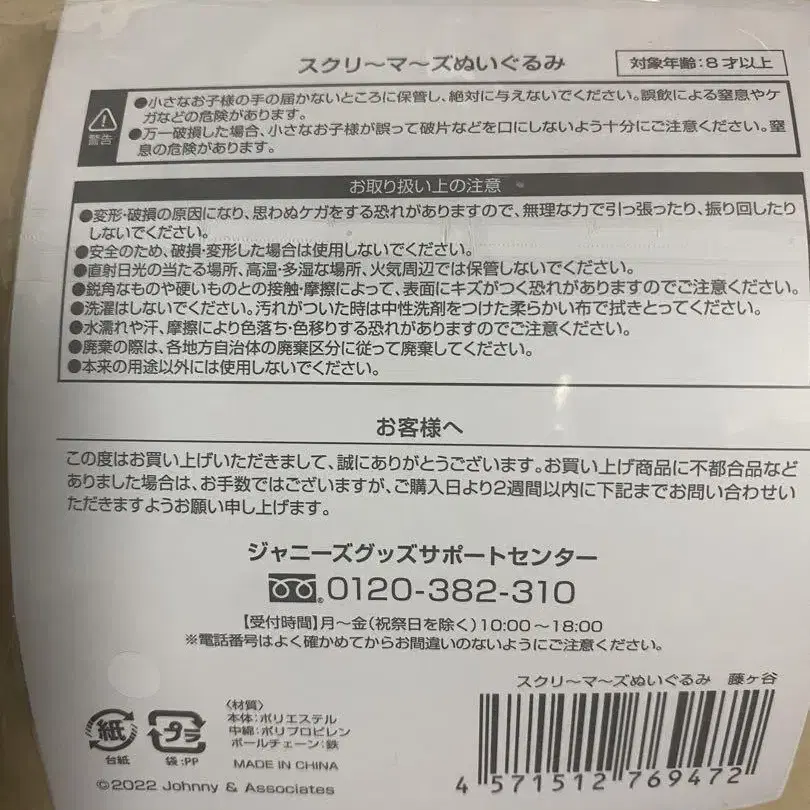 スクリ～マ～ズぬいぐるみ
対象年齢:8才以上
警告
●小さなお子様の手の届かないところに保管し、絶対に与えないでください。誤飲による窒息やケ
ガなどの危険があります。
●万一破損した場合、小さなお子様が誤って破片などを口にしないよう十分にご注意ください。窒
息の危険があります。
お取り扱い上の注意
●変形・破損の原因になり、思わぬケガをする恐れがありますので、無理な力で引っ張ったり、振り回したり
しないでください。
●安全のため、破損・変形した場合は使用しないでください。
●直射日光の当たる場所、高温・多湿な場所、火気周辺では保管しないでください。
●鋭角なものや硬いものとの接触・摩擦によって、表面にキズがつく恐れがありますのでご注意ください。
●洗濯はしないでください。汚れがついた時は中性洗剤をつけた柔らかい布で拭きとってください。
●水濡れや汗、摩擦により色落ち・色移りする恐れがありますのでご注意ください。
●廃棄の際は、各地方自治体の廃棄区分に従って廃棄してください。
●本来の用途以外には使用しないでください。
お客様へ
この度はお買い上げいただきまして、誠にありがとうございます。お買い上げ商品に不都合品など
ありました場合は、お手数ではございますが、ご購入日より2週間以内に下記までお問い合わせい
ただきますようお願い申し上げます。
ジャニーズグッズサポートセンター
0120-382-310
【受付時間】月～金(祝祭日を除く)10:00～18:00
※電話番号はよく確かめてからお間違いのないようにご注意ください。
スクリ～マ～ズぬいぐるみ 藤ヶ谷
紙
台紙
プラ
袋:PP
〈材質〉
本体:ポリエステル
中綿:ポリプロピレン
ボールチェーン:鉄
MADE IN CHINA
©2022 Johnny & Associates
4 571512 769472